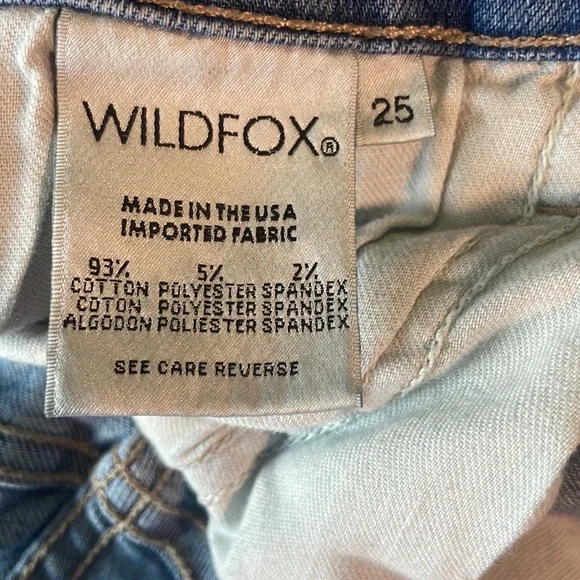 WILDFOX®
25
MADE IN THE USA
IMPORTED FABRIC
93% 5% 2%
COTTON POLYESTER SPANDEX
COTON POLYESTER SPANDEX
ALGODON POLIESTER SPANDEX
SEE CARE REVERSE